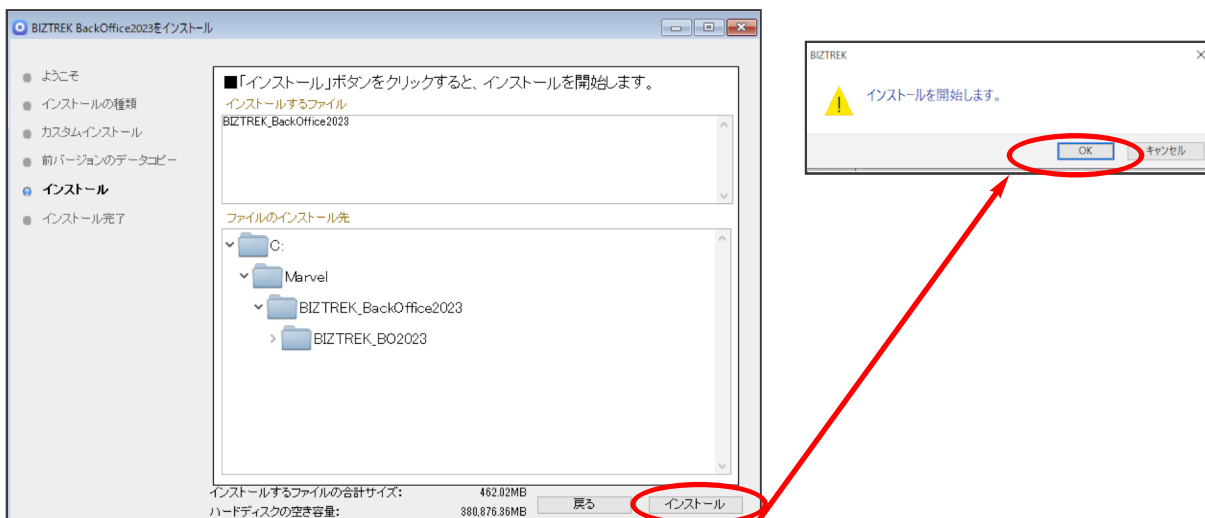 BIZTREK BackOffice2023をインストール
ようこそ
インストールの種類
カスタムインストール
前バージョンのデータコピー
インストール
インストール完了
■「インストール」ボタンをクリックすると、インストールを開始します。
インストールするファイル
BIZTREK_BackOffice2023
ファイルのインストール先
C:
Marvel
BIZTREK_BackOffice2023
BIZTREK_BO2023
インストールするファイルの合計サイズ: 462.02MB
ハードディスクの空き容量: 380,876.36MB
戻る
インストール
BIZTREK
インストールを開始します。
OK
キャンセル